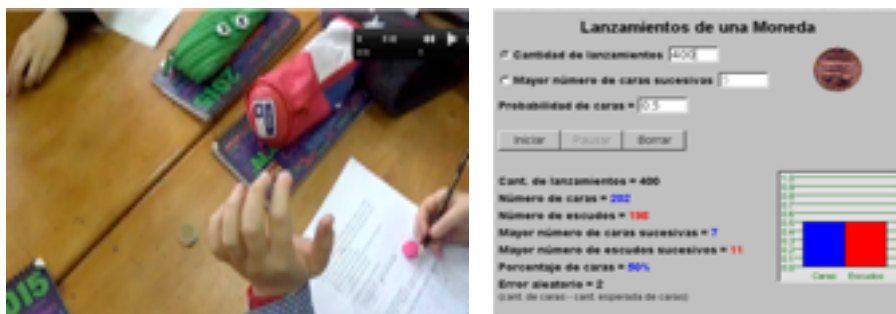 2015
2015
Lanzamientos de una Moneda
Cantidad de lanzamientos 400
Mayor número de caras sucesivas 5
Probabilidad de caras = 0.5
Iniciar Pausar Borrar
Cant. de lanzamientos = 400
Número de caras = 202
Número de escudos = 198
Mayor número de caras sucesivas = 7
Mayor número de escudos sucesivos = 11
Porcentaje de caras = 50%
Error aleatorio = 2
(cant. de caras - cant. esperada de caras)
Caras Escudos